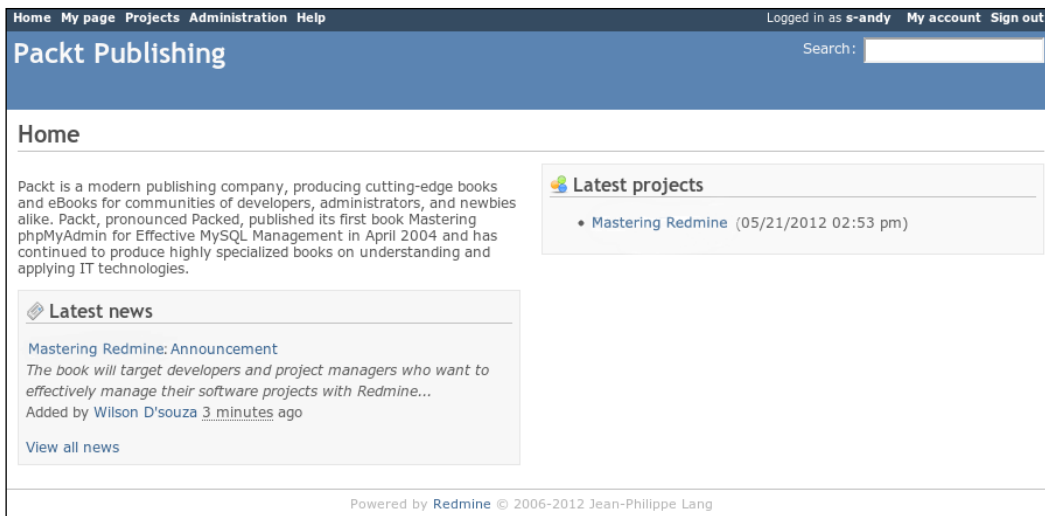 Home My page Projects Administration Help
Logged in as s-andy My account Sign out
Packt Publishing
Search:
Home
Packt is a modern publishing company, producing cutting-edge books
and eBooks for communities of developers, administrators, and newbies
alike. Packt, pronounced Packed, published its first book Mastering
phpMyAdmin for Effective MySQL Management in April 2004 and has
continued to produce highly specialized books on understanding and
applying IT technologies.
Latest news
Mastering Redmine: Announcement
The book will target developers and project managers who want to
effectively manage their software projects with Redmine...
Added by Wilson D'souza 3 minutes ago
View all news
Latest projects
• Mastering Redmine (05/21/2012 02:53 pm)
Powered by Redmine © 2006-2012 Jean-Philippe Lang